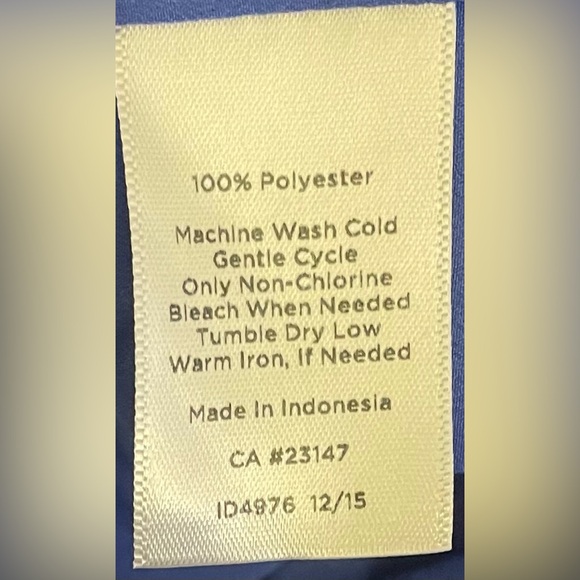 100% Polyester
Machine Wash Cold
Gentle Cycle
Only Non-Chlorine
Bleach When Needed
Tumble Dry Low
Warm Iron, If Needed
Made In Indonesia
CA #23147
ID4976 12/15